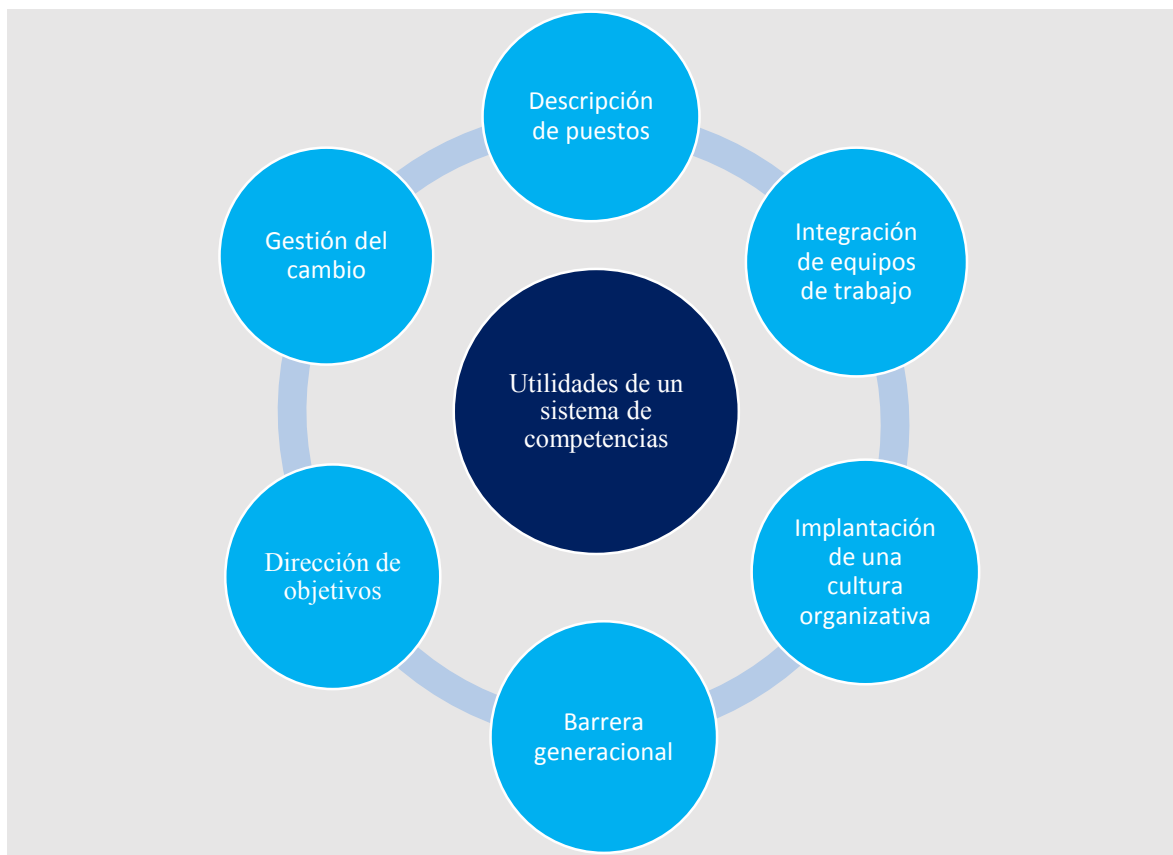 Descripción
de puestos
Integración
de equipos
de trabajo
Implantación
de una
cultura
organizativa
Barrera
generacional
Dirección de
objetivos
Gestión del
cambio
Utilidades de un
sistema de
competencias